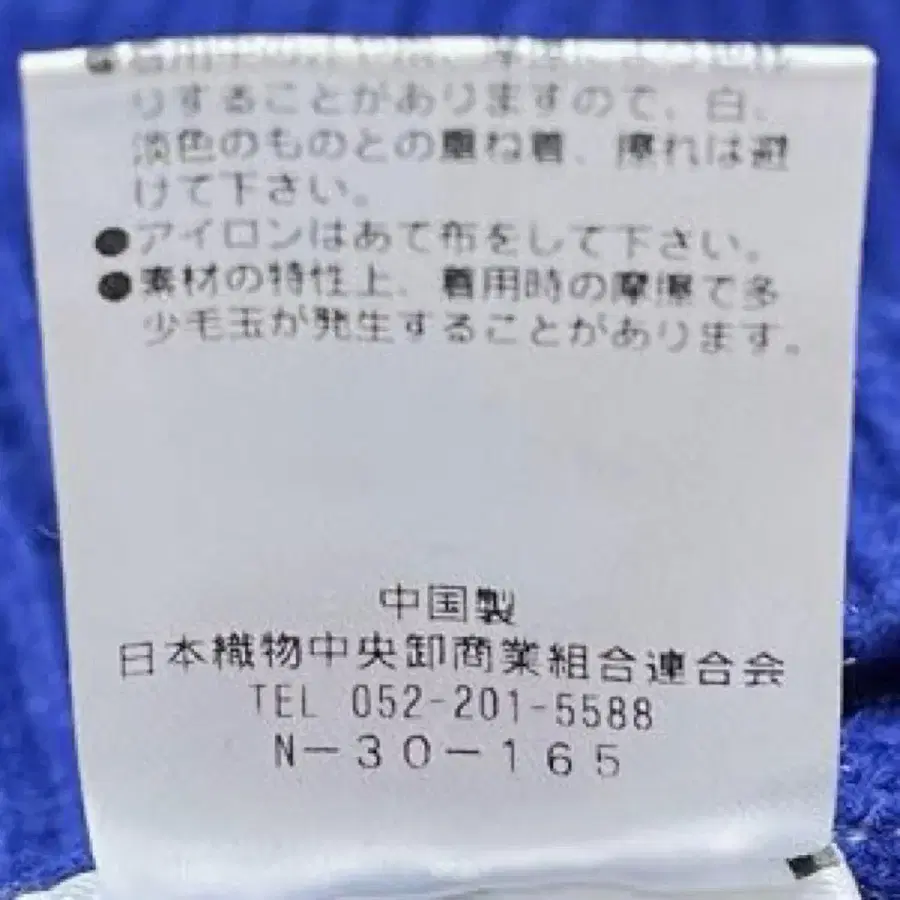 りすることがありますので、白、
淡色のものとの重ね着、擦れは避
けて下さい。
●アイロンはあて布をして下さい。
●素材の特性上、着用時の摩擦で多
少毛玉が発生することがあります。
中国製
日本織物中央卸商業組合連合会
TEL 052-201-5588
N-30-165